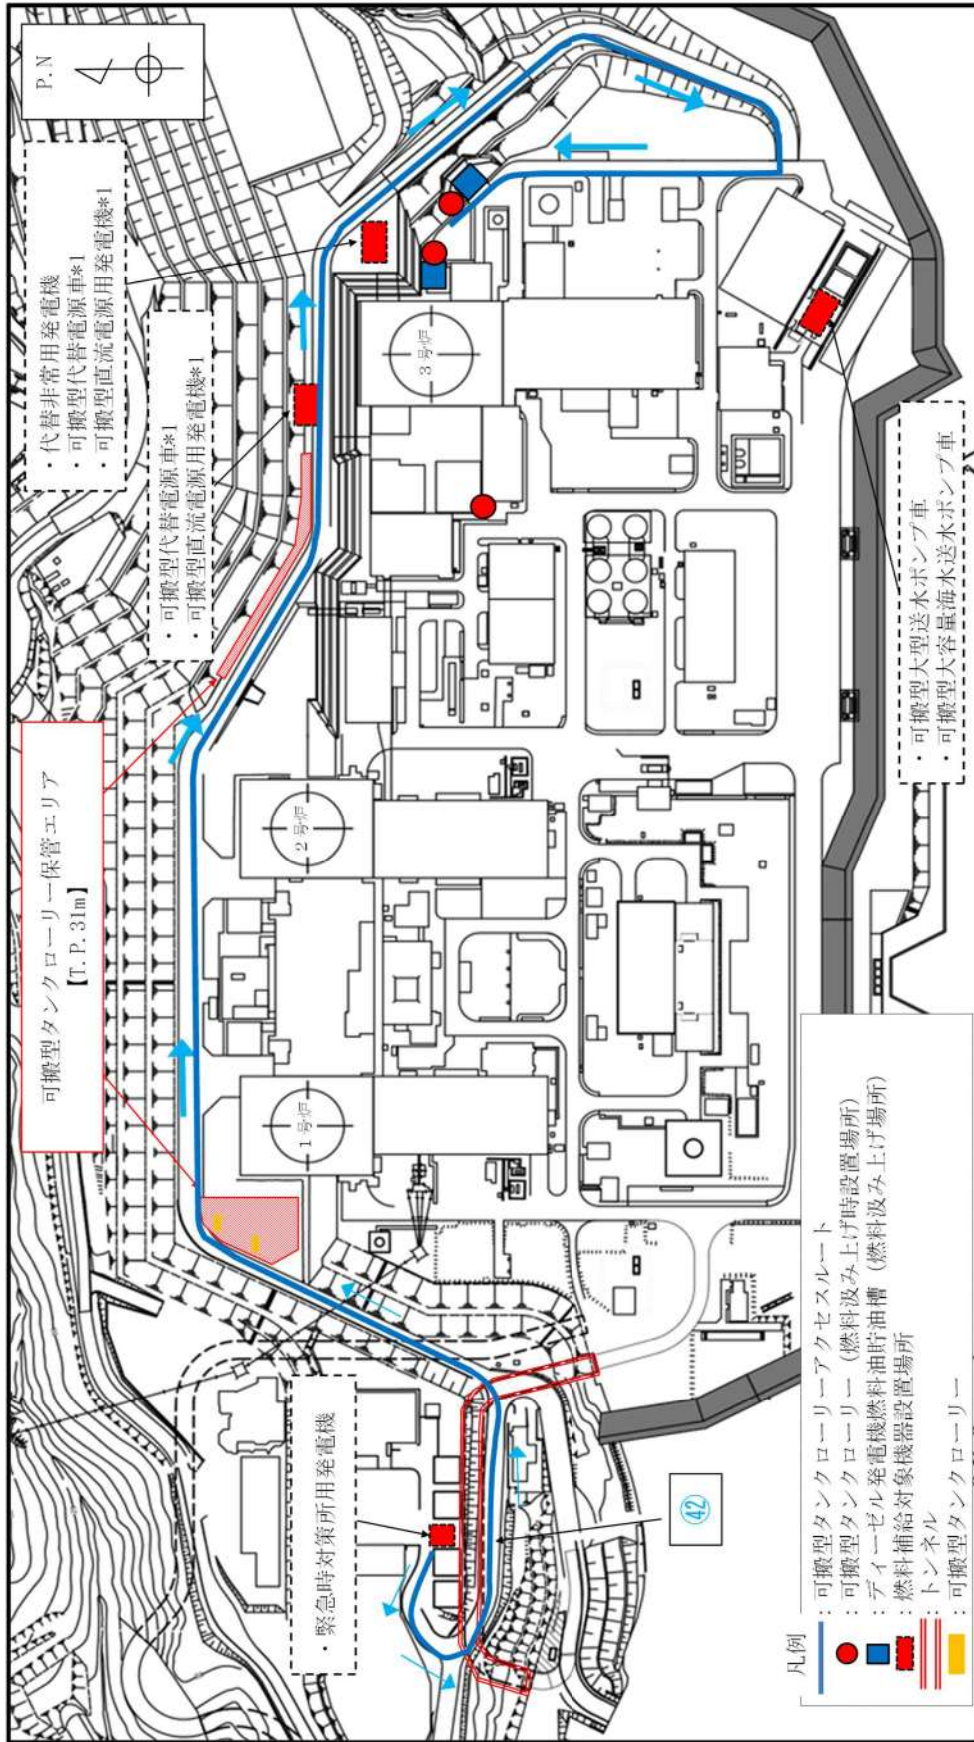 P.N
・代替非常用発電機
・可搬型代替電源車*1
・可搬型直流電源用発電機*1
・可搬型代替電源車*1
・可搬型直流電源用発電機*1
可搬型タンクローリー保管エリア
【T.P.31m】
3号炉
2号炉
1号炉
・緊急時対策所用発電機
㊷
・可搬型大型送水ポンプ車
・可搬型大容量海水送水ポンプ車
凡例
：可搬型タンクローリーアクセスルート
：可搬型タンクローリー（燃料汲み上げ時設置場所）
：ディーゼル発電機燃料油貯油槽（燃料汲み上げ場所）
：燃料補給対象機器設置場所
：トンネル
：可搬型タンクローリー